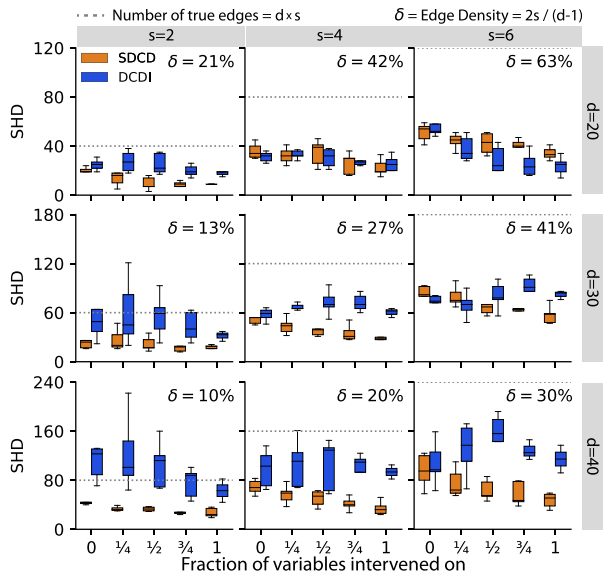 Number of true edges = d×s
δ = Edge Density = 2s / (d-1)
s=2
s=4
s=6
SDCD
DCDI
δ = 21%
δ = 42%
δ = 63%
SHD
120
80
40
0
d=20
δ = 13%
δ = 27%
δ = 41%
SHD
180
120
60
0
d=30
δ = 10%
δ = 20%
δ = 30%
SHD
240
160
80
0
d=40
0 ¼ ½ ¾ 1
0 ¼ ½ ¾ 1
0 ¼ ½ ¾ 1
Fraction of variables intervened on